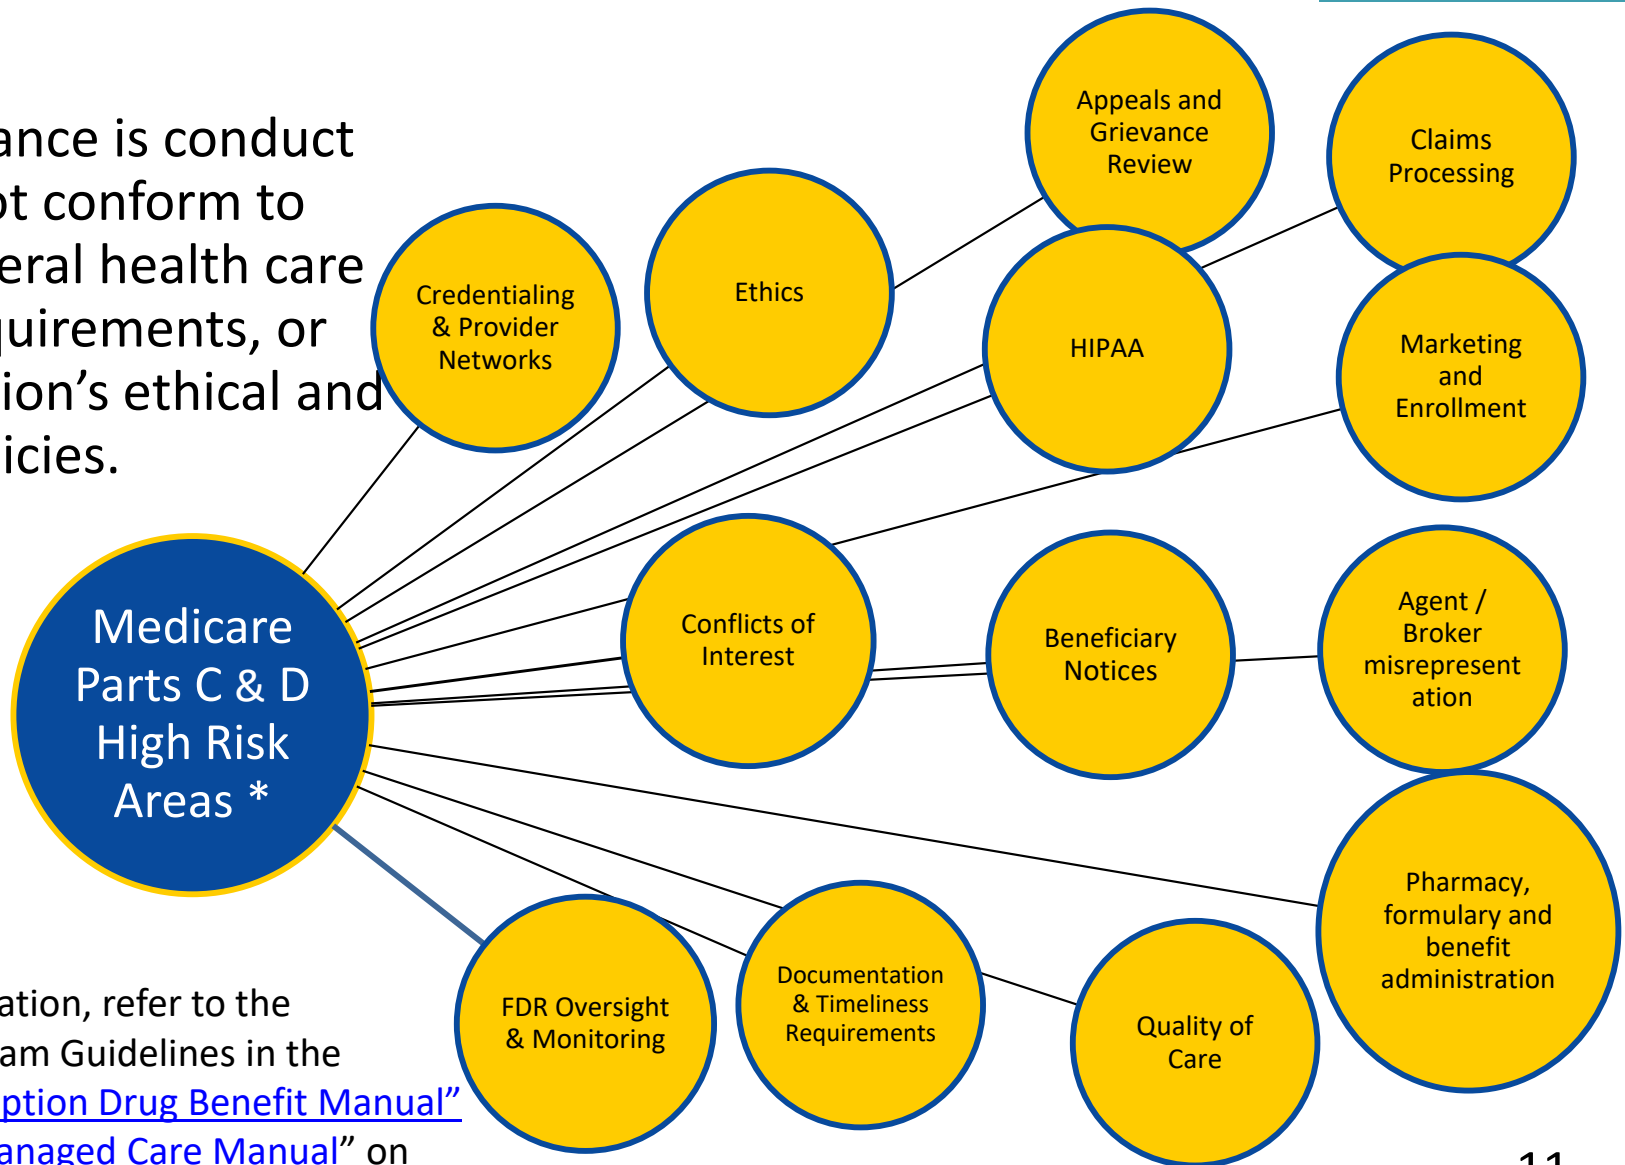 ance is conduct
ot conform to
eral health care
quirements, or
tion’s ethical and
icies.
Appeals and
Grievance
Review
Claims
Processing
Credentialing
& Provider
Networks
Ethics
HIPAA
Marketing
and
Enrollment
Medicare
Parts C & D
High Risk
Areas *
Conflicts of
Interest
Beneficiary
Notices
Agent /
Broker
misrepresent
ation
Pharmacy,
formulary and
benefit
administration
FDR Oversight
& Monitoring
Documentation
& Timeliness
Requirements
Quality of
Care
ation, refer to the
am Guidelines in the
ption Drug Benefit Manual”
anaged Care Manual” on
11